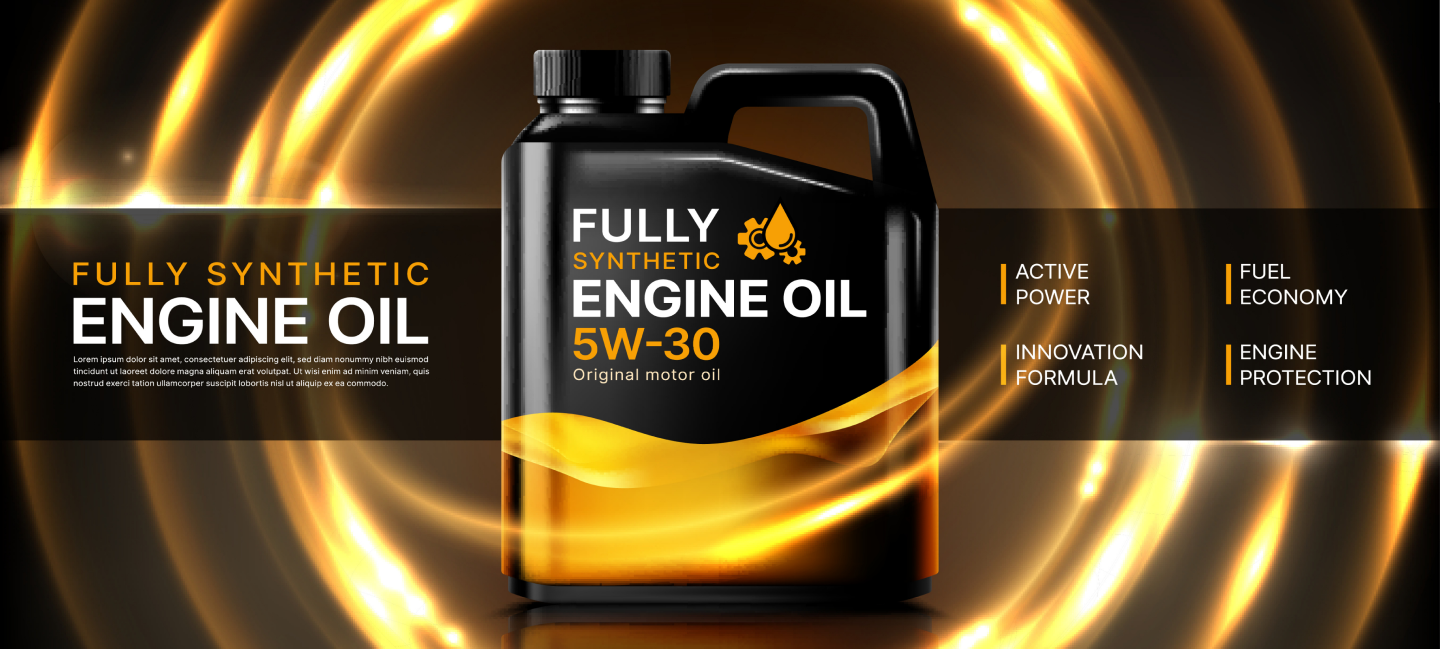 FULLY SYNTHETIC
ENGINE OIL
Lorem ipsum dolor sit amet, consectetuer adipiscing elit, sed diam nonummy nibh euismod
tincidunt ut laoreet dolore magna aliquam erat volutpat. Ut wisi enim ad minim veniam, quis
nostrud exerci tation ullamcorper suscipit lobortis nisl ut aliquip ex ea commodo.
FULLY
SYNTHETIC
ENGINE OIL
5W-30
Original motor oil
ACTIVE
POWER
FUEL
ECONOMY
INNOVATION
FORMULA
ENGINE
PROTECTION